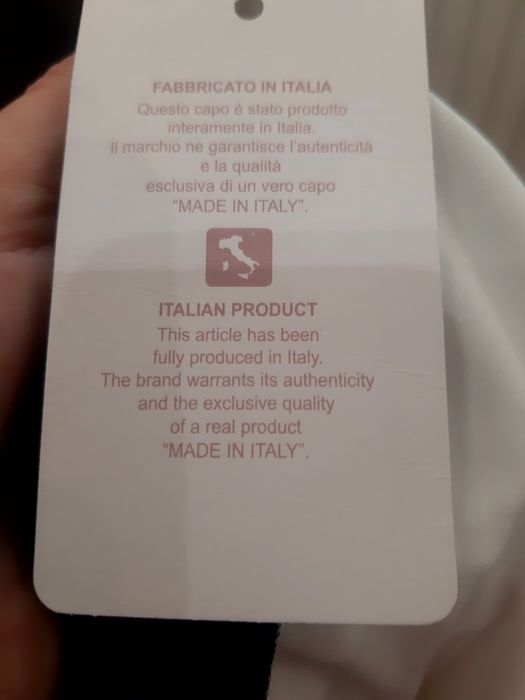 FABBRICATO IN ITALIA
Questo capo é stato prodotto
interamente in Italia.
Il marchio ne garantisce l'autenticità
e la qualità
esclusiva di un vero capo
“MADE IN ITALY”.
ITALIAN PRODUCT
This article has been
fully produced in Italy.
The brand warrants its authenticity
and the exclusive quality
of a real product
“MADE IN ITALY”.